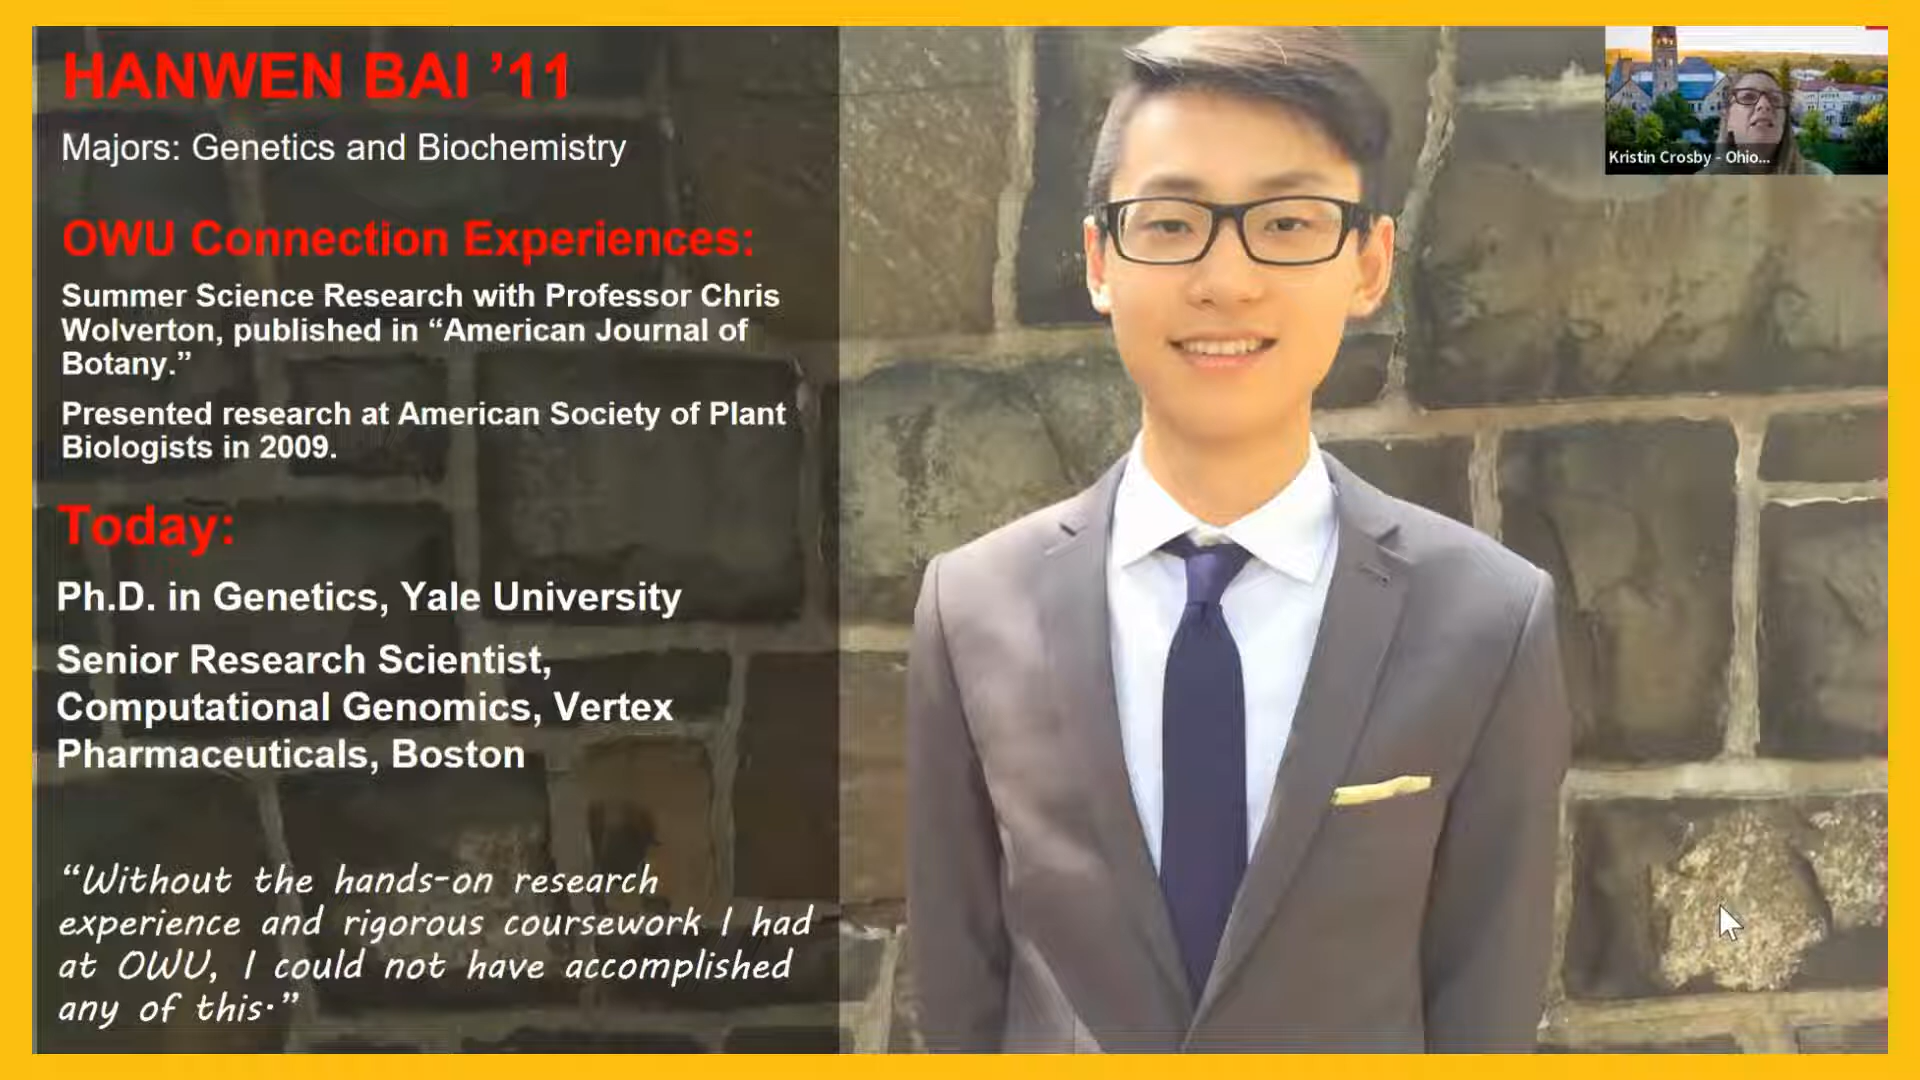 HANWEN BAI ’11
Majors: Genetics and Biochemistry
OWU Connection Experiences:
Summer Science Research with Professor Chris
Wolverton, published in “American Journal of
Botany.”
Presented research at American Society of Plant
Biologists in 2009.
Today:
Ph.D. in Genetics, Yale University
Senior Research Scientist,
Computational Genomics, Vertex
Pharmaceuticals, Boston
“Without the hands-on research
experience and rigorous coursework I had
at OWU, I could not have accomplished
any of this.”
Kristin Crosby - Ohio...